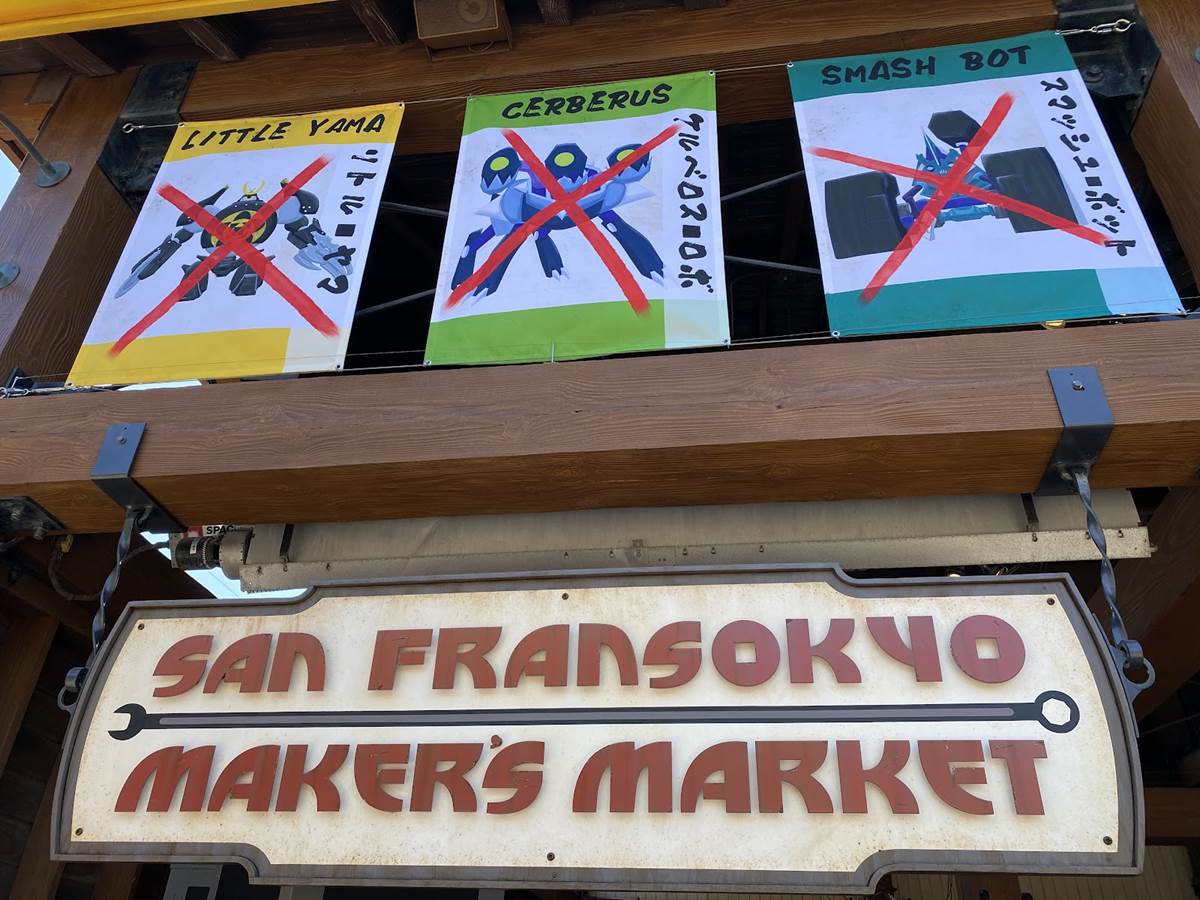 LITTLE YAMA
リトル・ヤマ
CERBERUS
ケルベロス・ロボ
SMASH BOT
スマッシュ・ボット
SPAC
SAN FRANSOKYO
MAKER'S MARKET